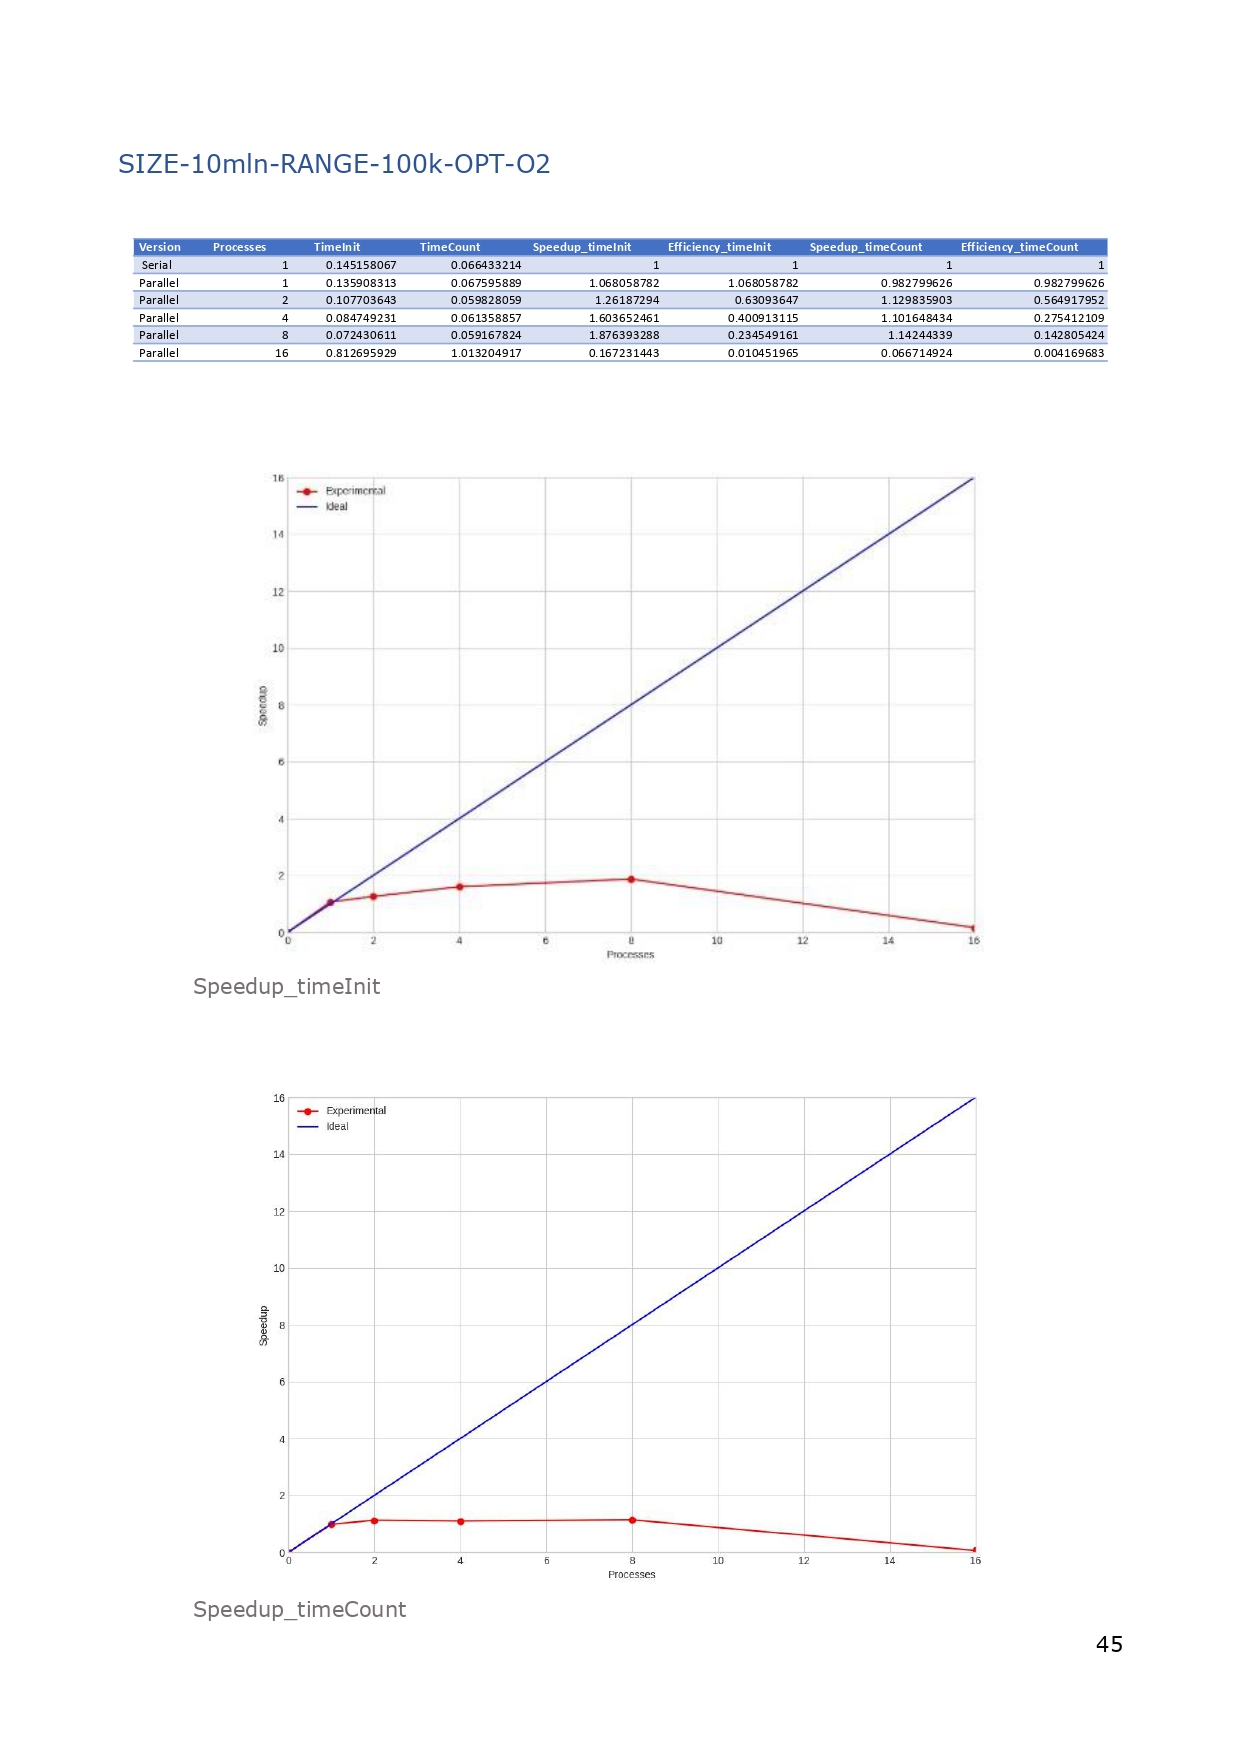 SIZE-10mln-RANGE-100k-OPT-O2
Version Processes TimeInit TimeCount Speedup_timeInit Efficiency_timeInit Speedup_timeCount Efficiency_timeCount
Serial 1 0.145158067 0.066433214 1 1 1 1
Parallel 1 0.135908313 0.067595889 1.068058782 1.068058782 0.982799626 0.982799626
Parallel 2 0.107703643 0.059828059 1.26187294 0.63093647 1.129835903 0.564917952
Parallel 4 0.084749231 0.061358857 1.603652461 0.400913115 1.101648434 0.275412109
Parallel 8 0.072430611 0.059167824 1.876393288 0.234549161 1.14244339 0.142805424
Parallel 16 0.812695929 1.013204917 0.167231443 0.010451965 0.066714924 0.004169683
16
Experimental
Ideal
14
12
10
Speedup
8
6
4
2
0
0 2 4 6 8 10 12 14 16
Processes
Speedup_timeInit
16
Experimental
Ideal
14
12
10
Speedup
8
6
4
2
0
0 2 4 6 8 10 12 14 16
Processes
Speedup_timeCount
45